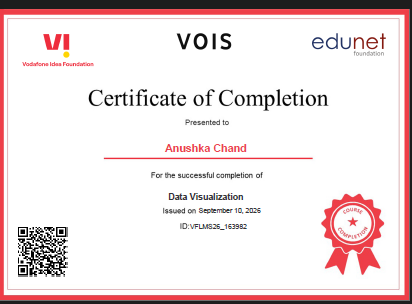 VI
Vodafone Idea Foundation
VOIS
edunet
foundation
Certificate of Completion
Presented to
Anushka Chand
For the successful completion of
Data Visualization
Issued on September 10, 2026
ID:VFLMS26_163982
COURSE
COMPLETION